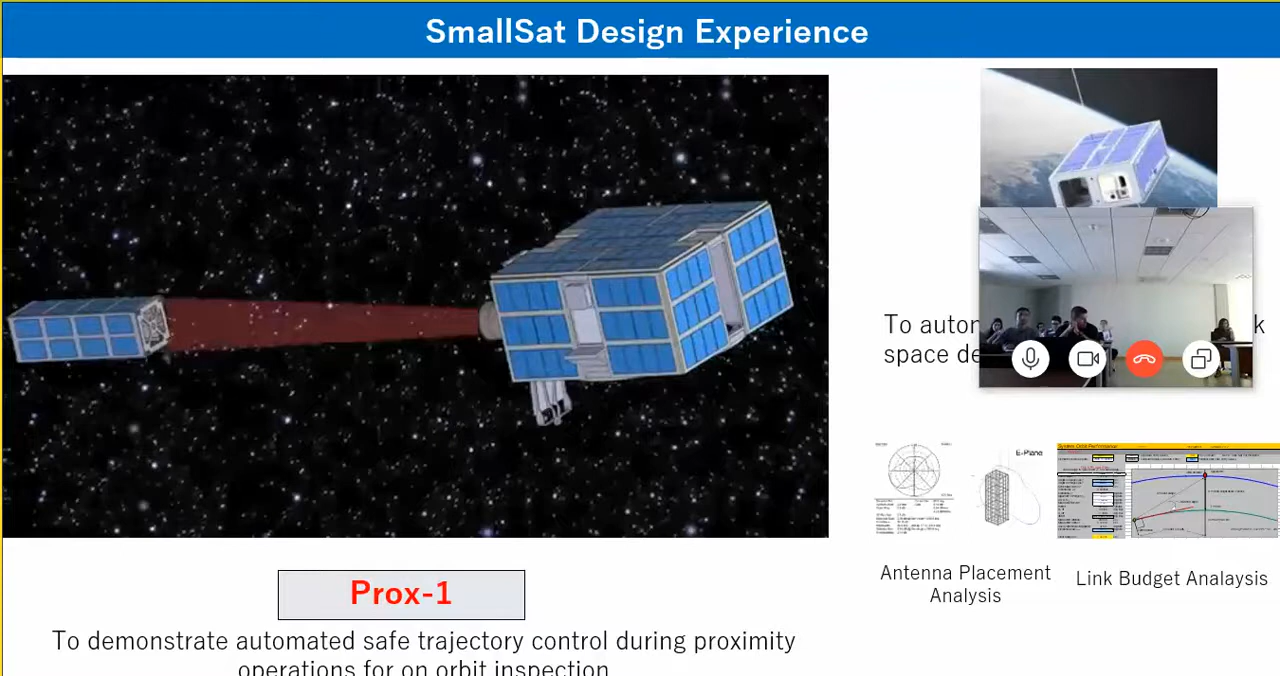 SmallSat Design Experience
To auton
k
space de
E-Plane
Antenna Placement
Analysis
Link Budget Analaysis
Prox-1
To demonstrate automated safe trajectory control during proximity
operations for on orbit inspection